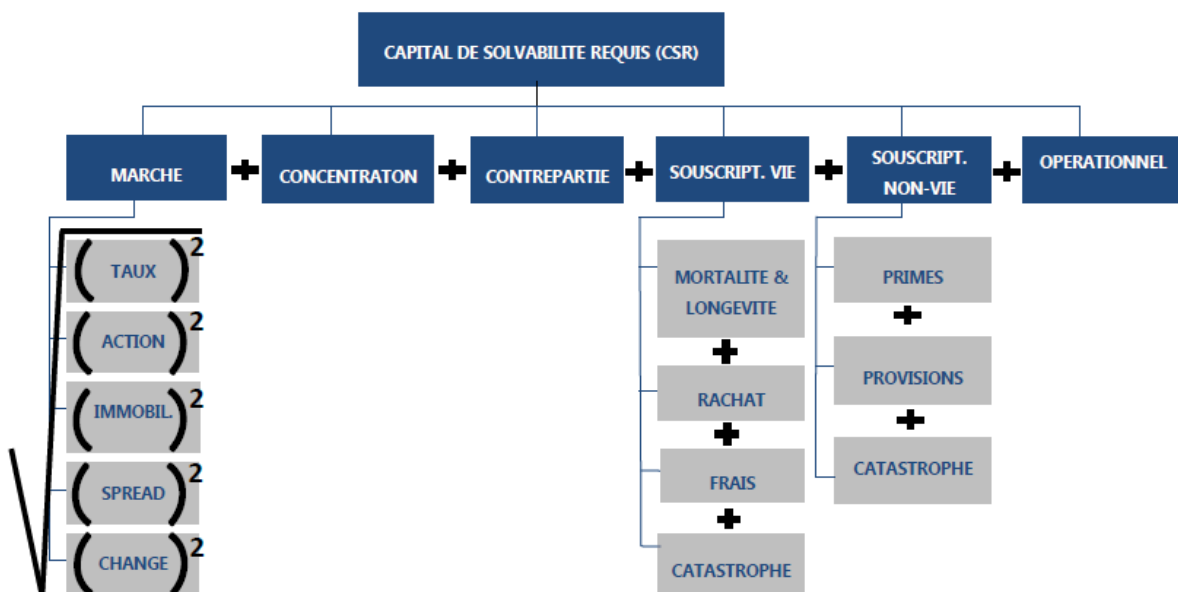 CAPITAL DE SOLVABILITE REQUIS (CSR)
MARCHE + CONCENTRATON + CONTREPARTIE + SOUSCRIPT. VIE + SOUSCRIPT. NON-VIE + OPERATIONNEL
(TAUX)2
(ACTION)2
(IMMOBIL.)2
(SPREAD)2
(CHANGE)2
MORTALITE &
LONGEVITE
+
RACHAT
+
FRAIS
+
CATASTROPHE
PRIMES
+
PROVISIONS
+
CATASTROPHE